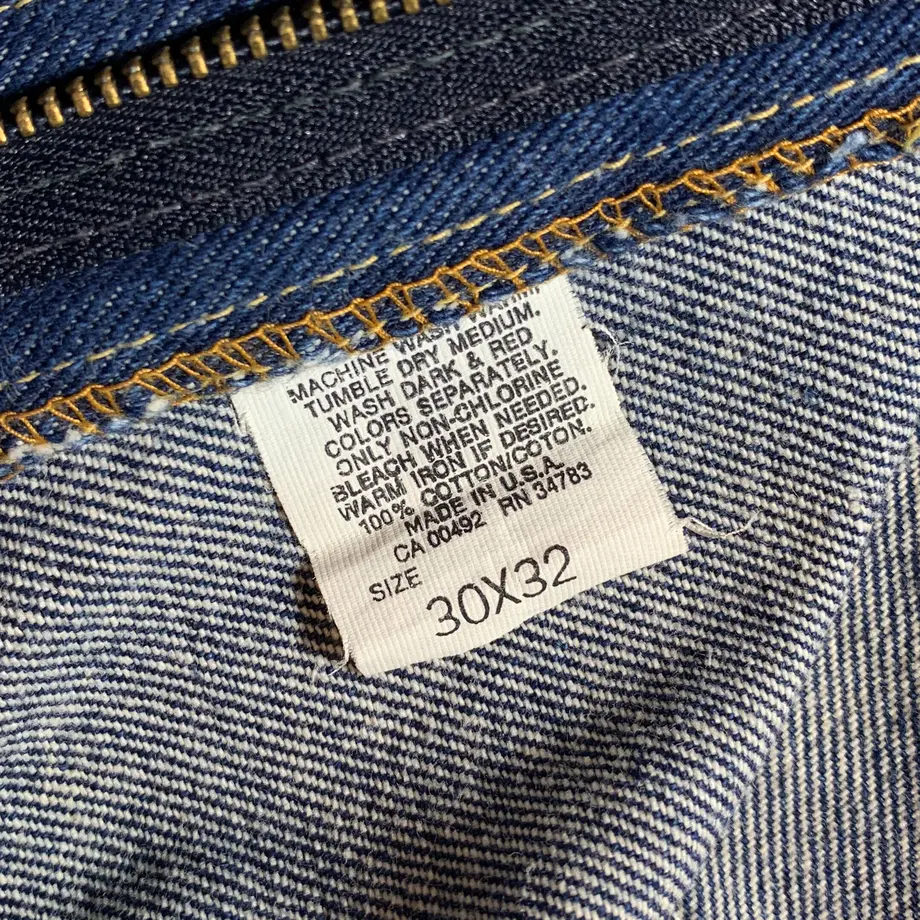 MACHINE WASH WARM.
TUMBLE DRY MEDIUM.
WASH DARK & RED
COLORS SEPARATELY.
ONLY NON-CHLORINE
BLEACH WHEN NEEDED.
WARM IRON IF DESIRED.
100% COTTON/COTON.
MADE IN U.S.A.
CA 00492 RN 34783
SIZE
30X32